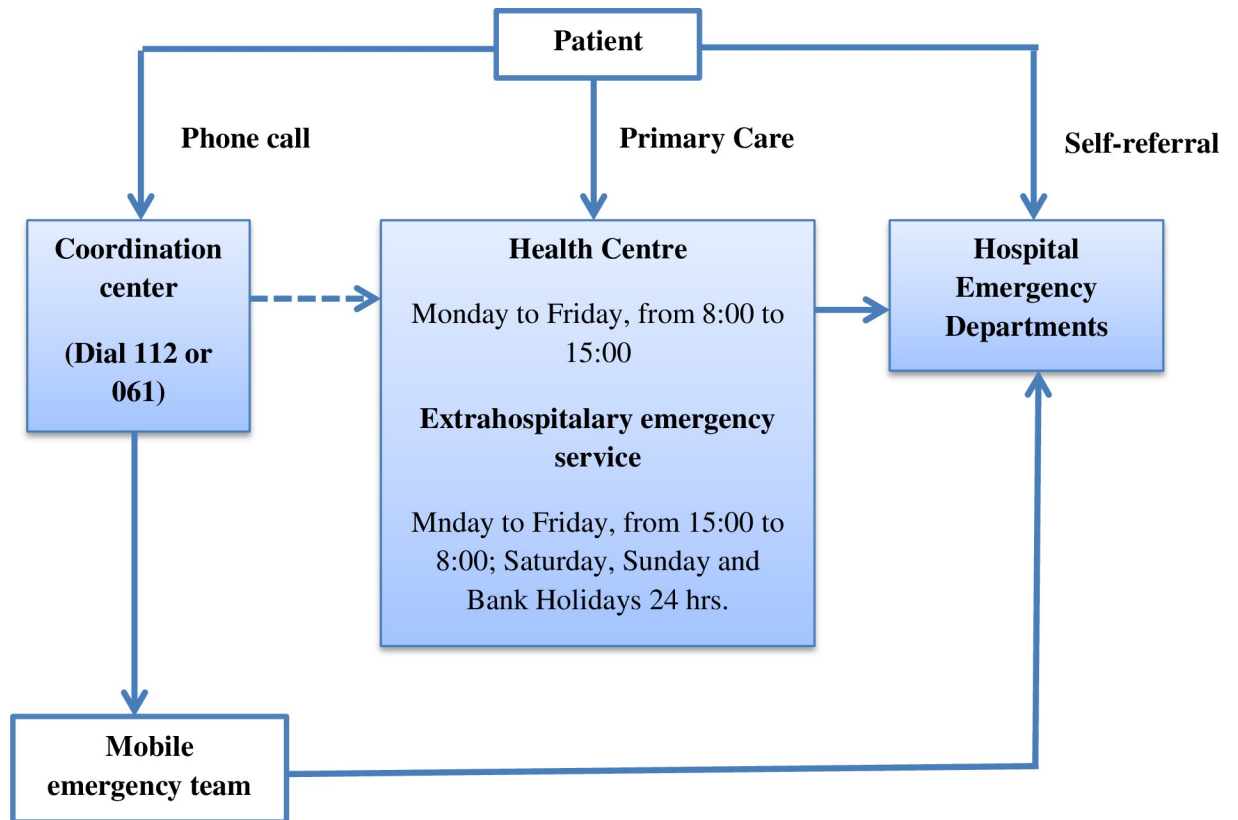 Patient
Phone call
Primary Care
Self-referral
Coordination
center
(Dial 112 or
061)
Health Centre
Monday to Friday, from 8:00 to
15:00
Extrahospitalary emergency
service
Mnday to Friday, from 15:00 to
8:00; Saturday, Sunday and
Bank Holidays 24 hrs.
Hospital
Emergency
Departments
Mobile
emergency team